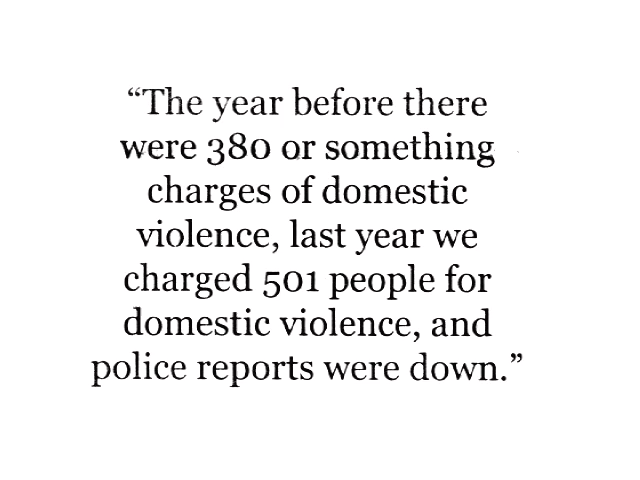 “The year before there
were 380 or something
charges of domestic
violence, last year we
charged 501 people for
domestic violence, and
police reports were down.”